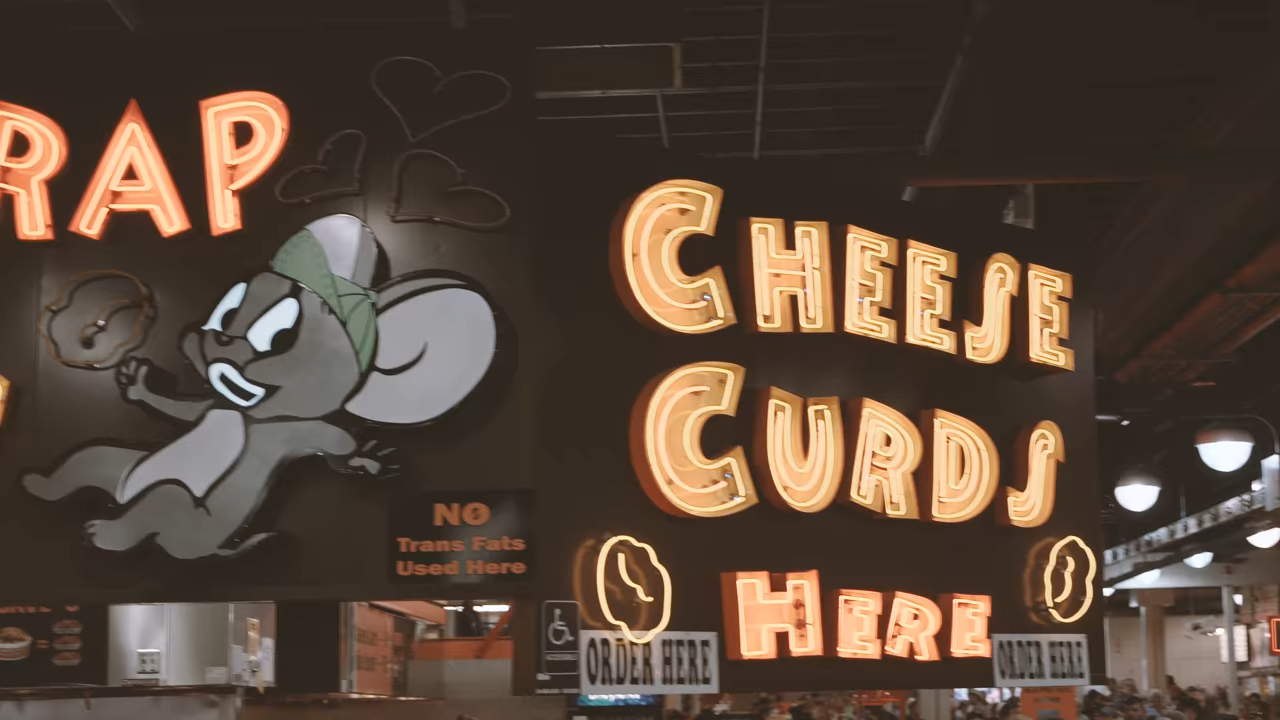 RAP
CHEESE
CURDS
HERE
NO
Trans Fats
Used Here
ORDER HERE
ORDER HERE